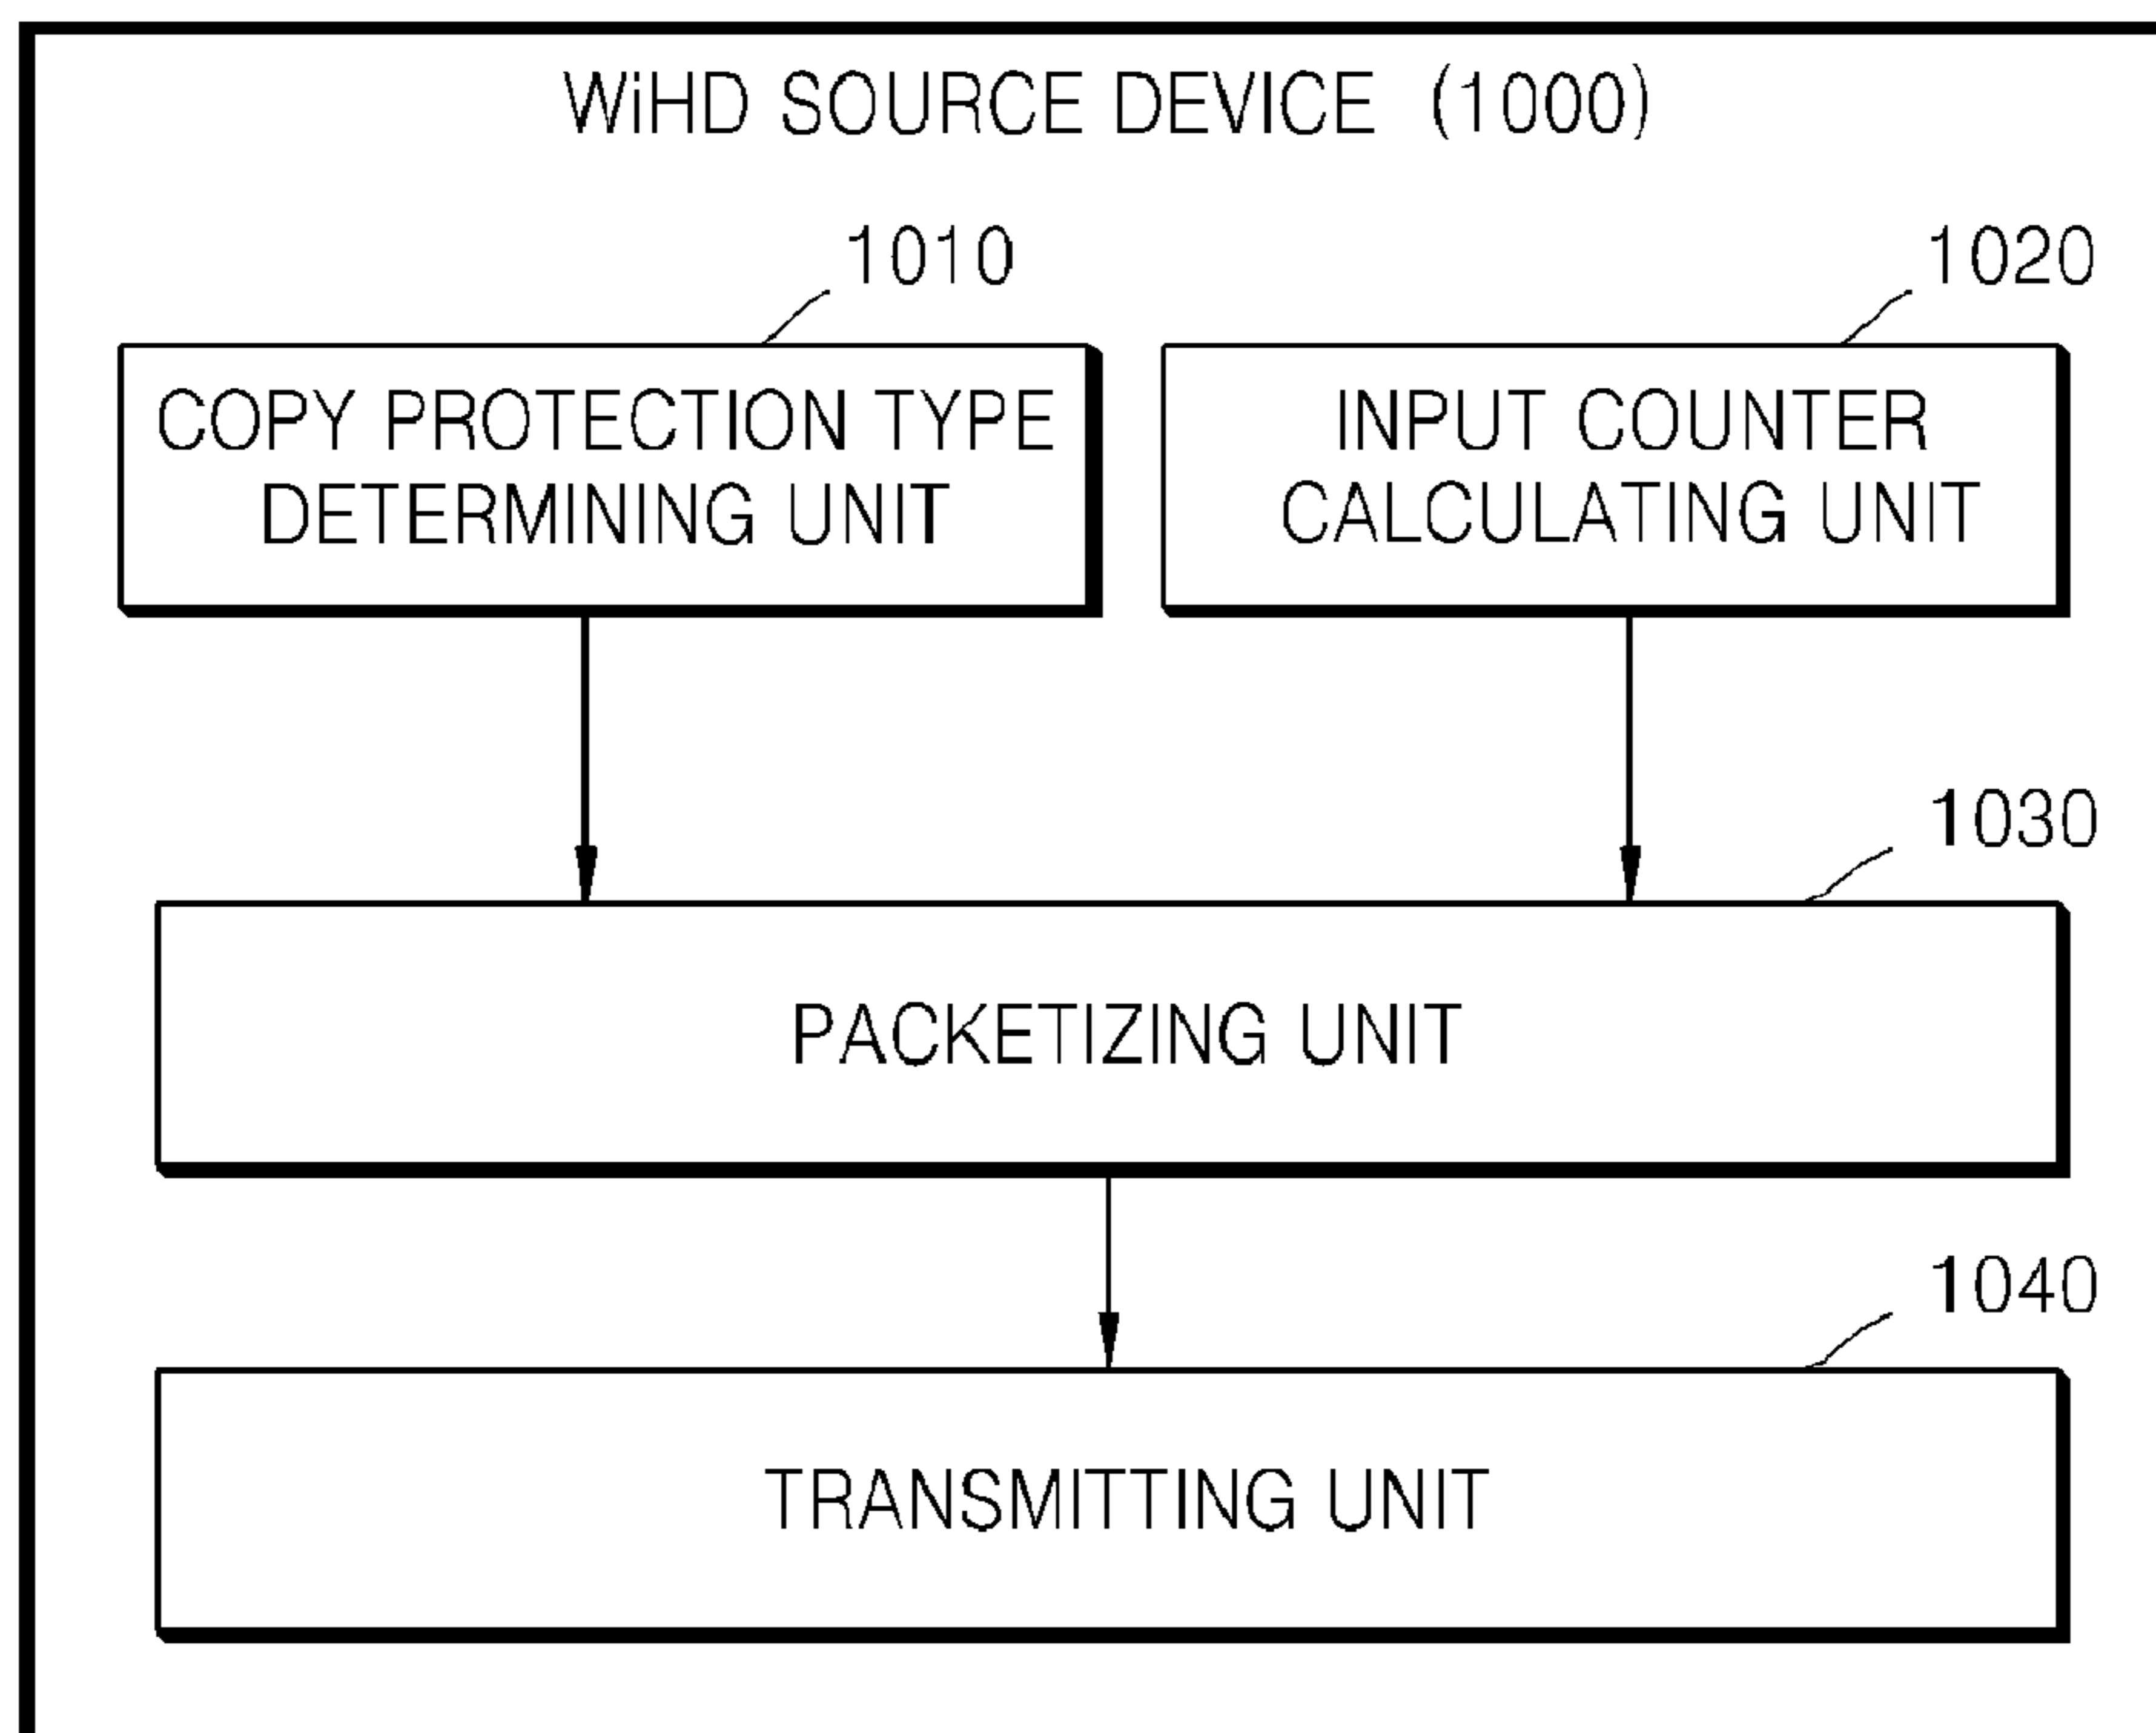 WiHD SOURCE DEVICE (1000)
1010
1020
COPY PROTECTION TYPE
DETERMINING UNIT
INPUT COUNTER
CALCULATING UNIT
1030
PACKETIZING UNIT
1040
TRANSMITTING UNIT